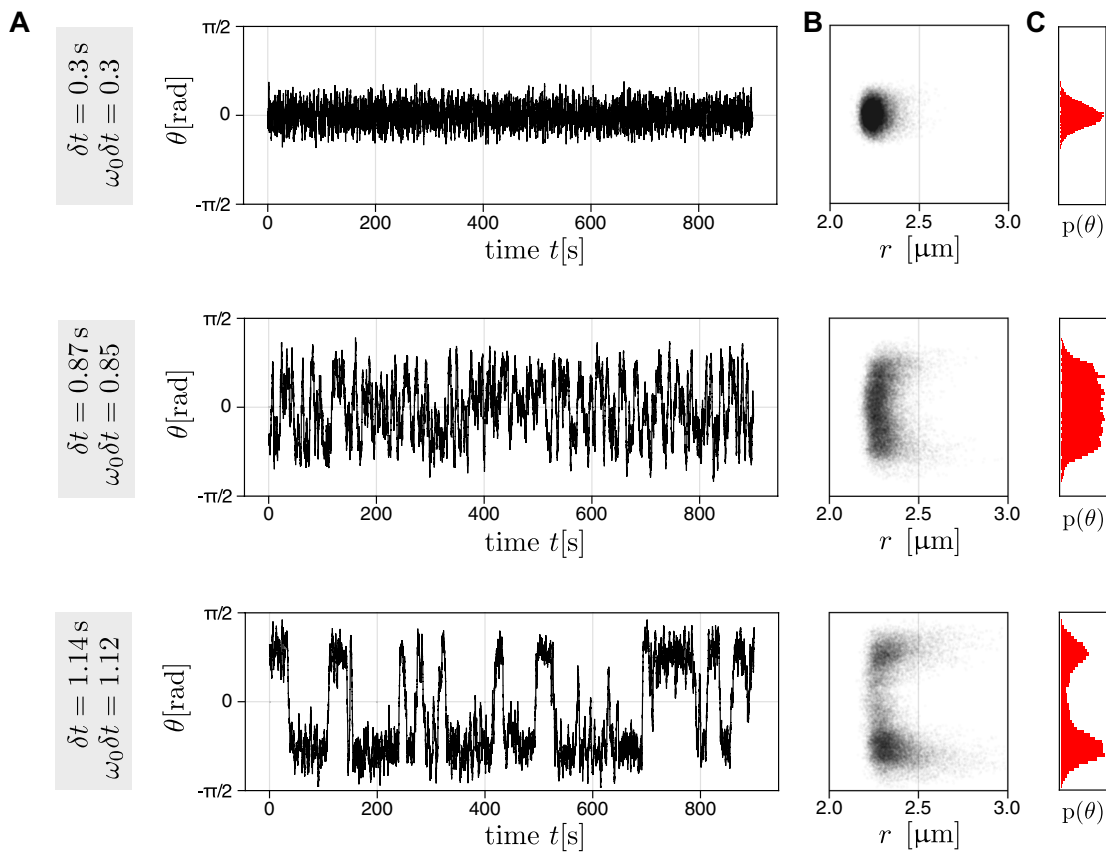 A
B
C
δt = 0.3 s
ω₀δt = 0.3
θ[rad]
π/2
0
-π/2
0 200 400 600 800
time t[s]
2.0 2.5 3.0
r [μm]
p(θ)
δt = 0.87 s
ω₀δt = 0.85
θ[rad]
π/2
0
-π/2
0 200 400 600 800
time t[s]
2.0 2.5 3.0
r [μm]
p(θ)
δt = 1.14 s
ω₀δt = 1.12
θ[rad]
π/2
0
-π/2
0 200 400 600 800
time t[s]
2.0 2.5 3.0
r [μm]
p(θ)